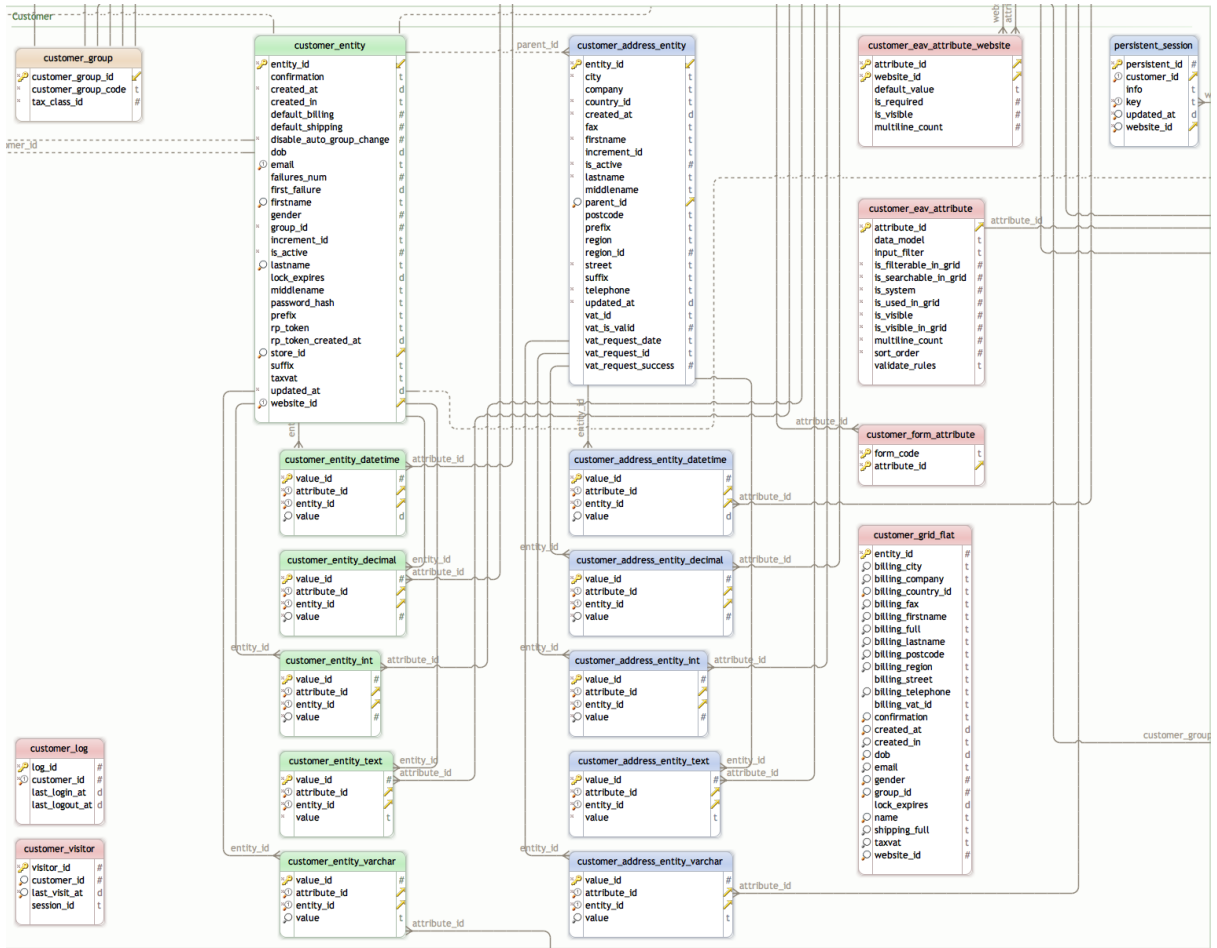 Customer
customer_group
customer_group_id
customer_group_code t
tax_class_id #
mer_id
customer_entity
entity_id
confirmation t
created_at d
created_in t
default_billing #
default_shipping #
disable_auto_group_change #
dob d
email t
failures_num #
first_failure d
firstname t
gender #
group_id #
increment_id t
is_active #
lastname t
lock_expires d
middlename t
password_hash t
prefix t
rp_token t
rp_token_created_at d
store_id
suffix t
taxvat t
updated_at d
website_id
parent_id
customer_address_entity
entity_id
city t
company t
country_id t
created_at d
fax t
firstname t
increment_id t
is_active #
lastname t
middlename t
parent_id
postcode t
prefix t
region t
region_id #
street t
suffix t
telephone t
updated_at d
vat_id t
vat_is_valid #
vat_request_date t
vat_request_id t
vat_request_success #
web
attri
customer_eav_attribute_website
attribute_id
website_id
default_value t
is_required #
is_visible #
multiline_count #
persistent_session
persistent_id #
customer_id
info t
key t
updated_at d
website_id
w
customer_eav_attribute
attribute_id
data_model t
input_filter t
is_filterable_in_grid #
is_searchable_in_grid #
is_system #
is_used_in_grid #
is_visible #
is_visible_in_grid #
multiline_count #
sort_order #
validate_rules t
attribute_id
attribute_id
customer_form_attribute
form_code t
attribute_id
ent
customer_entity_datetime
value_id #
attribute_id
entity_id
value d
attribute_id
entity_id
customer_address_entity_datetime
value_id #
attribute_id
entity_id
value d
attribute_id
customer_entity_decimal
value_id #
attribute_id
entity_id
value #
entity_id
attribute_id
entity_id
customer_address_entity_decimal
value_id #
attribute_id
entity_id
value #
attribute_id
customer_grid_flat
entity_id #
billing_city t
billing_company t
billing_country_id t
billing_fax t
billing_firstname t
billing_full t
billing_lastname t
billing_postcode t
billing_region t
billing_street t
billing_telephone t
billing_vat_id t
confirmation t
created_at d
created_in t
dob d
email t
gender #
group_id #
lock_expires d
name t
shipping_full t
taxvat t
website_id #
entity_id
customer_entity_int
value_id #
attribute_id
entity_id
value #
attribute_id
entity_id
customer_address_entity_int
value_id #
attribute_id
entity_id
value #
attribute_id
customer_group
customer_log
log_id #
customer_id #
last_login_at d
last_logout_at d
customer_entity_text
value_id #
attribute_id
entity_id
value t
entity_id
attribute_id
customer_address_entity_text
value_id #
attribute_id
entity_id
value t
entity_id
attribute_id
customer_visitor
visitor_id #
customer_id #
last_visit_at d
session_id t
entity_id
customer_entity_varchar
value_id #
attribute_id
entity_id
value t
attribute_id
entity_id
customer_address_entity_varchar
value_id #
attribute_id
entity_id
value t
attribute_id